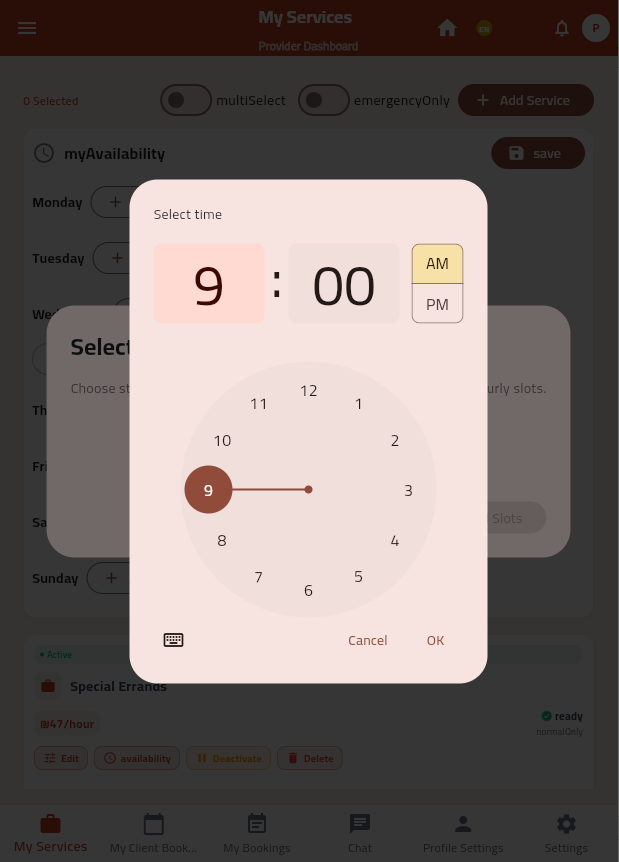 My Services
Provider Dashboard
EN
P
0 Selected
multiSelect
emergencyOnly
Add Service
myAvailability
save
Monday
Tuesday
Wed
Select
Choose st
urly slots.
Th
Fri
Sa
Slots
Sunday
Select time
9 : 00
AM
PM
12
11
1
10
2
9
3
8
4
7
5
6
Cancel
OK
Active
Special Errands
₪47/hour
ready
normalOnly
Edit
availability
Deactivate
Delete
My Services
My Client Book...
My Bookings
Chat
Profile Settings
Settings